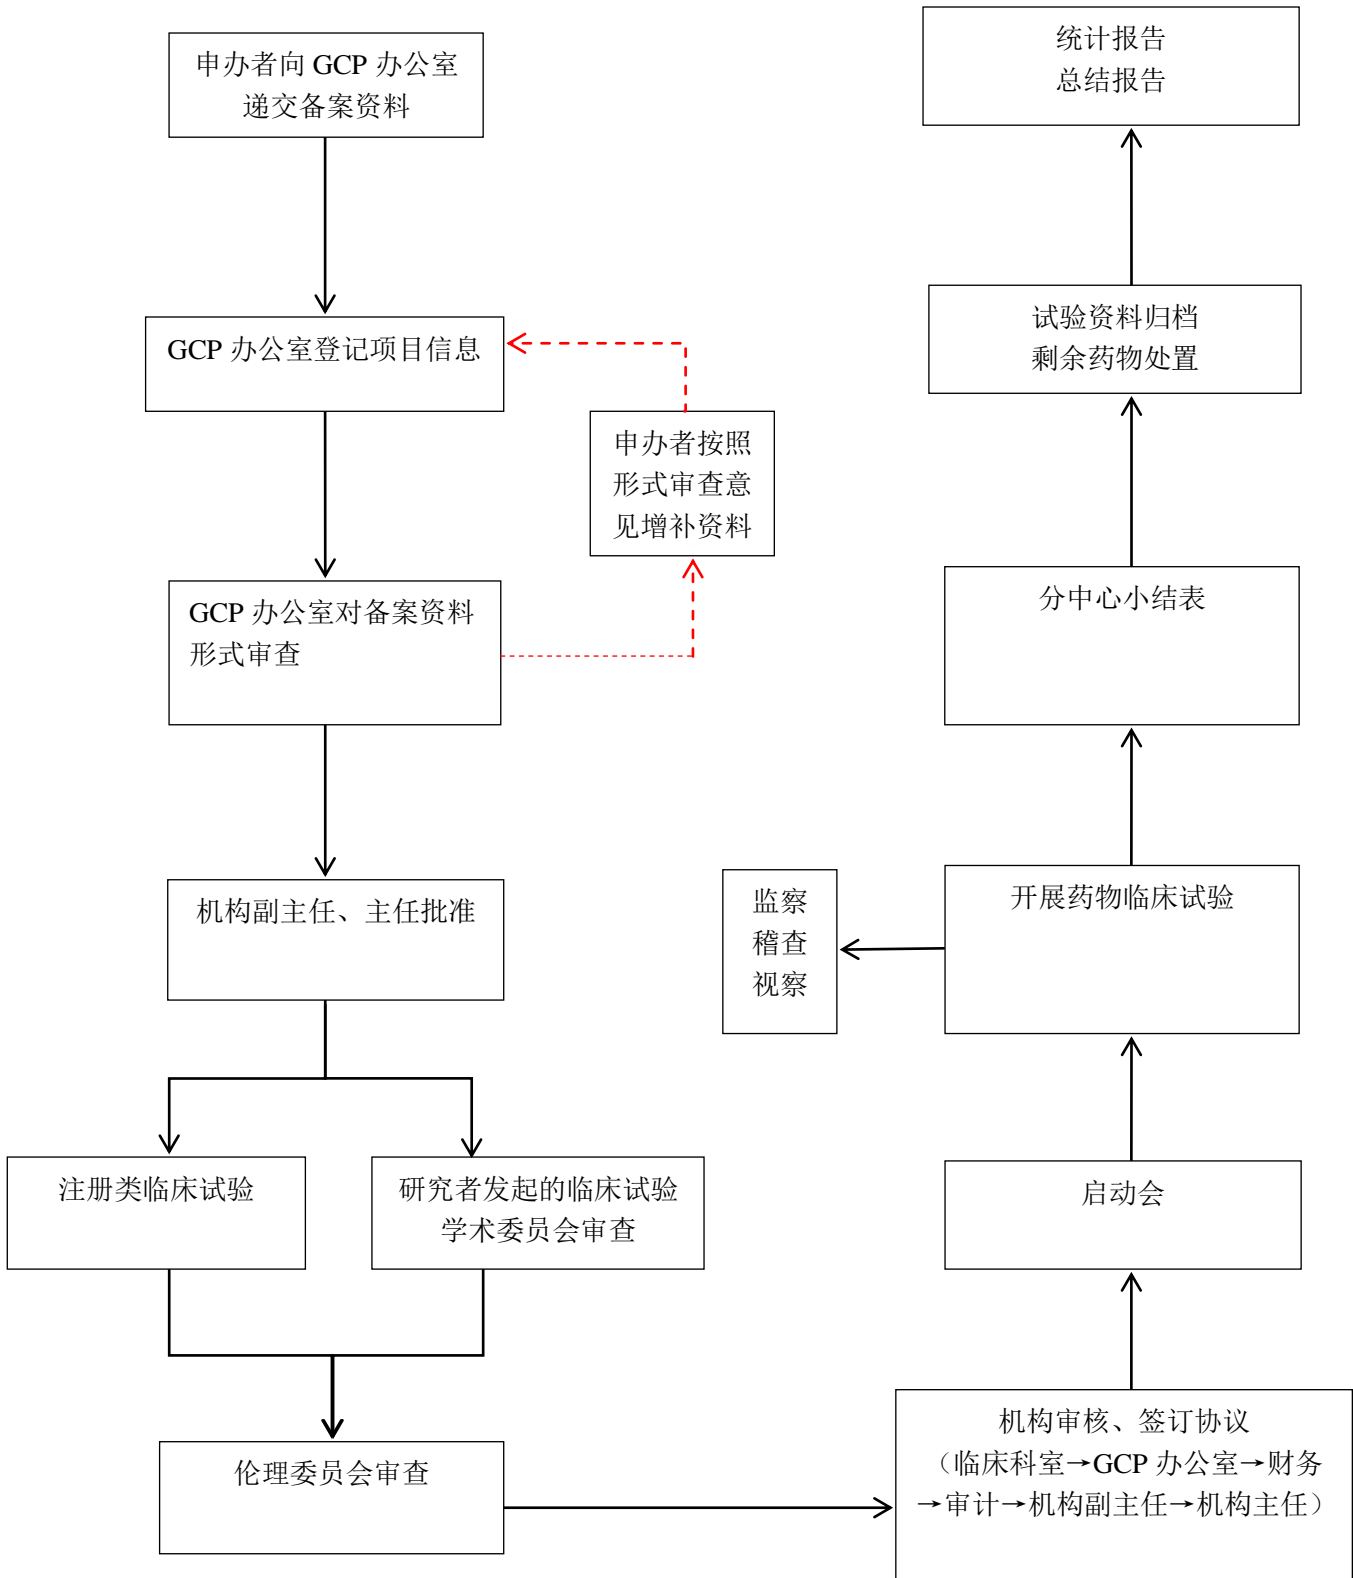 申办者向 GCP 办公室
递交备案资料
GCP 办公室登记项目信息
申办者按照
形式审查意
见增补资料
GCP 办公室对备案资料
形式审查
机构副主任、主任批准
注册类临床试验
研究者发起的临床试验
学术委员会审查
伦理委员会审查
机构审核、签订协议
（临床科室→GCP 办公室→财务
→审计→机构副主任→机构主任）
启动会
开展药物临床试验
监察
稽查
视察
分中心小结表
试验资料归档
剩余药物处置
统计报告
总结报告